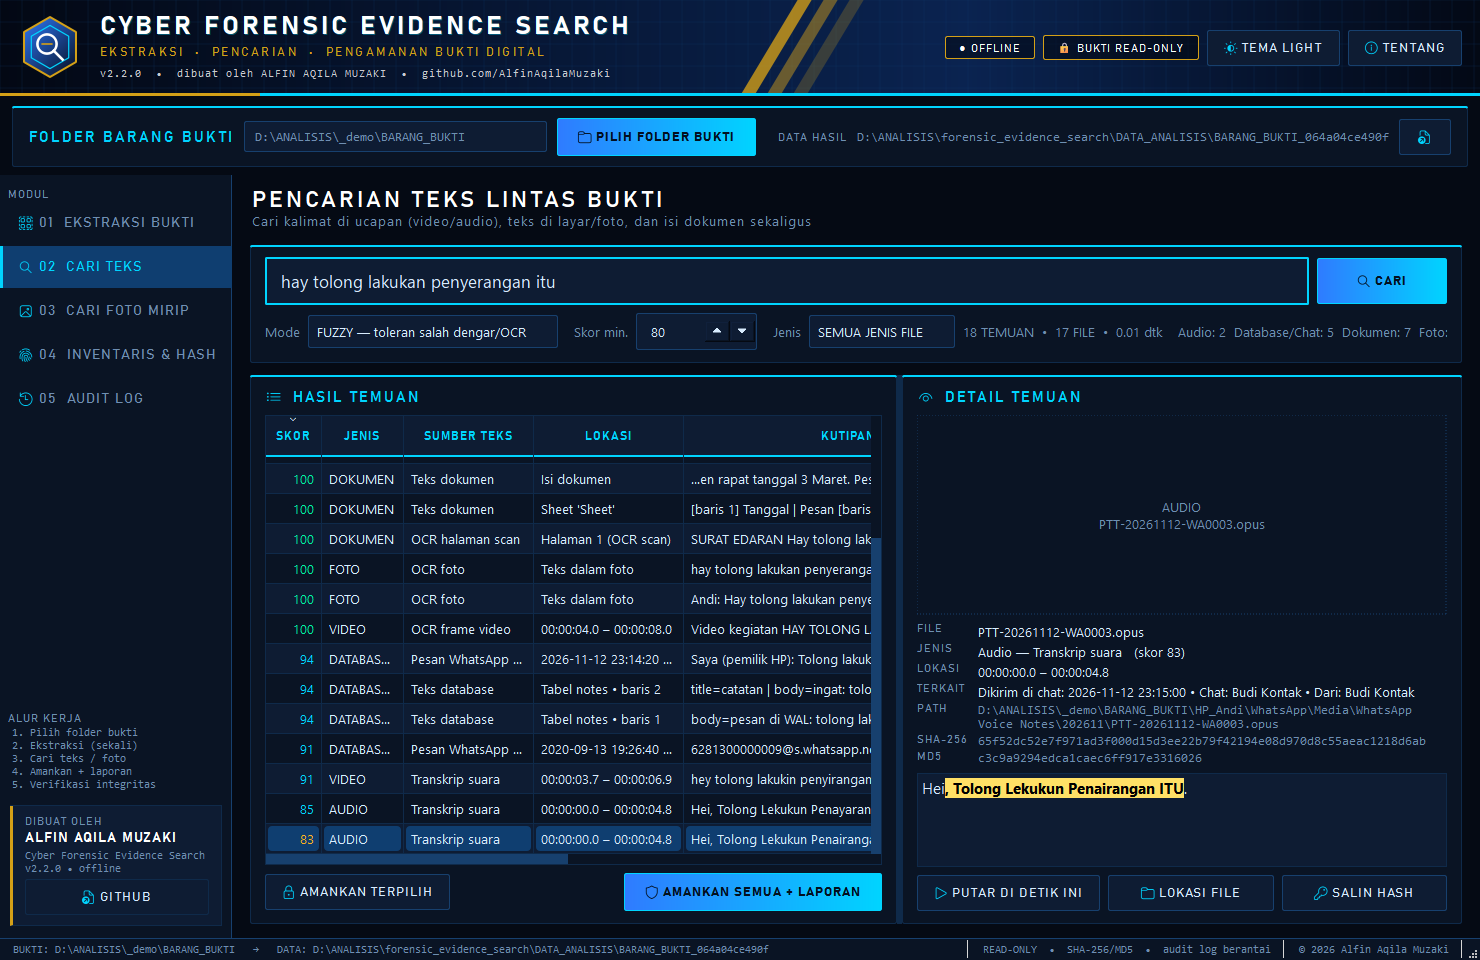 CYBER FORENSIC EVIDENCE SEARCH
EKSTRAKSI • PENCARIAN • PENGAMANAN BUKTI DIGITAL
v2.2.0 • dibuat oleh ALFIN AQILA MUZAKI • github.com/AlfinAqilaMuzaki
● OFFLINE
BUKTI READ-ONLY
TEMA LIGHT
TENTANG
FOLDER BARANG BUKTI
D:\ANALISIS\_demo\BARANG_BUKTI
PILIH FOLDER BUKTI
DATA HASIL D:\ANALISIS\forensic_evidence_search\DATA_ANALISIS\BARANG_BUKTI_064a04ce490f
MODUL
01 EKSTRAKSI BUKTI
02 CARI TEKS
03 CARI FOTO MIRIP
04 INVENTARIS & HASH
05 AUDIT LOG
ALUR KERJA
1. Pilih folder bukti
2. Ekstraksi (sekali)
3. Cari teks / foto
4. Amankan + laporan
5. Verifikasi integritas
DIBUAT OLEH
ALFIN AQILA MUZAKI
Cyber Forensic Evidence Search
v2.2.0 • offline
GITHUB
PENCARIAN TEKS LINTAS BUKTI
Cari kalimat di ucapan (video/audio), teks di layar/foto, dan isi dokumen sekaligus
hay tolong lakukan penyerangan itu
CARI
Mode FUZZY — toleran salah dengar/OCR Skor min. 80 Jenis SEMUA JENIS FILE 18 TEMUAN • 17 FILE • 0.01 dtk Audio: 2 Database/Chat: 5 Dokumen: 7 Foto:
HASIL TEMUAN
SKOR JENIS SUMBER TEKS LOKASI KUTIPAN
100 DOKUMEN Teks dokumen Isi dokumen ...en rapat tanggal 3 Maret. Pes
100 DOKUMEN Teks dokumen Sheet 'Sheet' [baris 1] Tanggal | Pesan [baris
100 DOKUMEN OCR halaman scan Halaman 1 (OCR scan) SURAT EDARAN Hay tolong lak
100 FOTO OCR foto Teks dalam foto hay tolong lakukan penyeranga
100 FOTO OCR foto Teks dalam foto Andi: Hay tolong lakukan penye
100 VIDEO OCR frame video 00:00:04.0 – 00:00:08.0 Video kegiatan HAY TOLONG L
94 DATABAS... Pesan WhatsApp ... 2026-11-12 23:14:20 ... Saya (pemilik HP): Tolong lakuk
94 DATABAS... Teks database Tabel notes • baris 2 title=catatan | body=ingat: tolo
94 DATABAS... Teks database Tabel notes • baris 1 body=pesan di WAL: tolong lak
91 DATABAS... Pesan WhatsApp ... 2020-09-13 19:26:40 ... 6281300000009@s.whatsapp.ne
91 VIDEO Transkrip suara 00:00:03.7 – 00:00:06.9 hey tolong lakukin penyirangan
85 AUDIO Transkrip suara 00:00:00.0 – 00:00:04.8 Hei, Tolong Lekukun Penayaran
83 AUDIO Transkrip suara 00:00:00.0 – 00:00:04.8 Hei, Tolong Lekukun Penairanga
AMANKAN TERPILIH
AMANKAN SEMUA + LAPORAN
DETAIL TEMUAN
AUDIO
PTT-20261112-WA0003.opus
FILE PTT-20261112-WA0003.opus
JENIS Audio — Transkrip suara (skor 83)
LOKASI 00:00:00.0 – 00:00:04.8
TERKAIT Dikirim di chat: 2026-11-12 23:15:00 • Chat: Budi Kontak • Dari: Budi Kontak
PATH D:\ANALISIS\_demo\BARANG_BUKTI\HP_Andi\WhatsApp\Media\WhatsApp
Voice Notes\202611\PTT-20261112-WA0003.opus
SHA-256 65f52dc52e7f971ad3f000d15d3ee22b79f42194e08d970d8c55aeac1218d6ab
MD5 c3c9a9294edca1caec6ff917e3316026
Hei, Tolong Lekukun Penairangan ITU.
PUTAR DI DETIK INI
LOKASI FILE
SALIN HASH
BUKTI: D:\ANALISIS\_demo\BARANG_BUKTI → DATA: D:\ANALISIS\forensic_evidence_search\DATA_ANALISIS\BARANG_BUKTI_064a04ce490f
READ-ONLY • SHA-256/MD5 • audit log berantai
© 2026 Alfin Aqila Muzaki